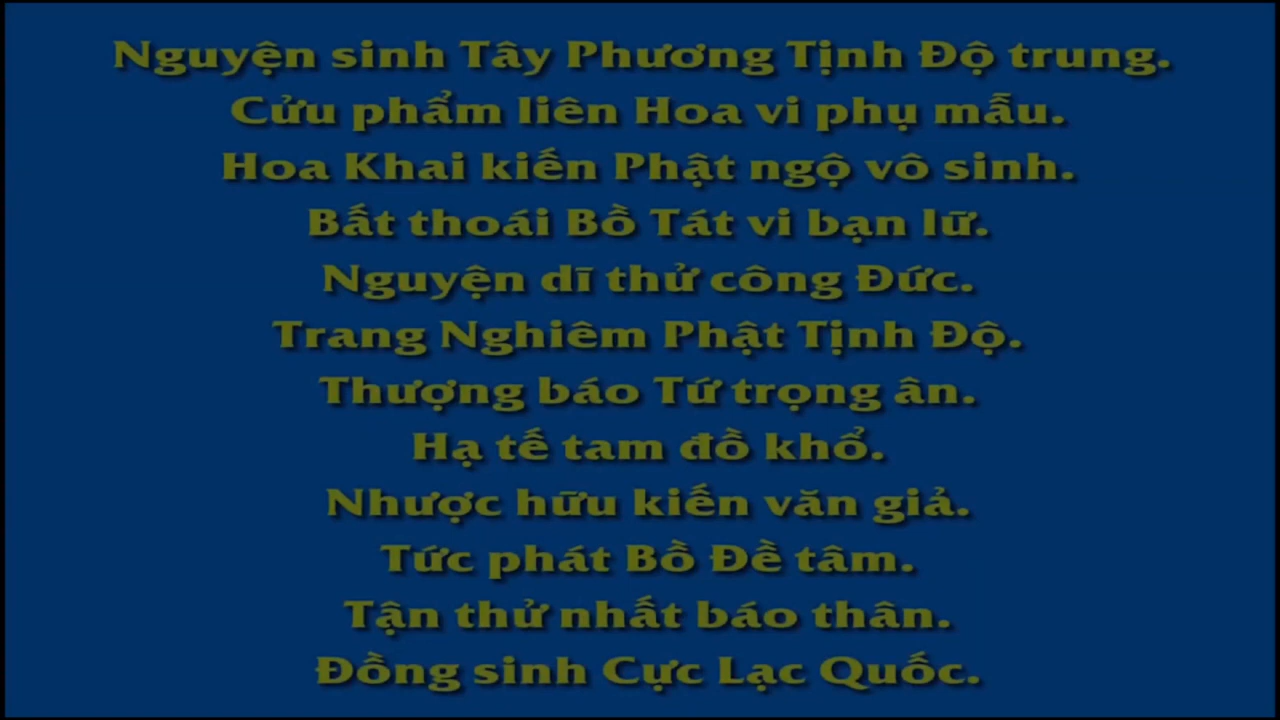 Nguyện sinh Tây Phương Tịnh Độ trung.
Cửu phẩm liên Hoa vi phụ mẫu.
Hoa Khai kiến Phật ngộ vô sinh.
Bất thoái Bồ Tát vi bạn lữ.
Nguyện dĩ thử công Đức.
Trang Nghiêm Phật Tịnh Độ.
Thượng báo Tứ trọng ân.
Hạ tế tam đồ khổ.
Nhược hữu kiến văn giả.
Tức phát Bồ Đề tâm.
Tận thử nhất báo thân.
Đồng sinh Cực Lạc Quốc.